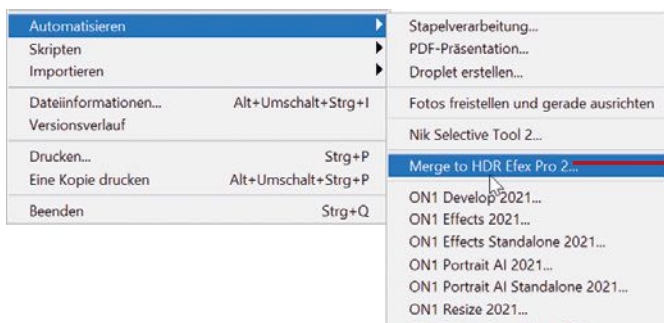 Automatisieren
Skripten
Importieren
Dateiinformationen... Alt+Umschalt+Strg+I
Versionsverlauf
Drucken... Strg+P
Eine Kopie drucken Alt+Umschalt+Strg+P
Beenden Strg+Q
Stapelverarbeitung...
PDF-Präsentation...
Droplet erstellen...
Fotos freistellen und gerade ausrichten
Nik Selective Tool 2...
Merge to HDR Efex Pro 2...
ON1 Develop 2021...
ON1 Effects 2021...
ON1 Effects Standalone 2021...
ON1 Portrait AI 2021...
ON1 Portrait AI Standalone 2021...
ON1 Resize 2021...